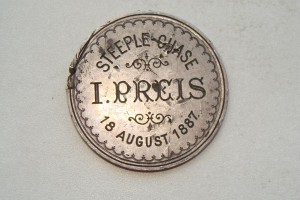 STEEPLE-CHASE
I. PREIS
18 AUGUST 1887.